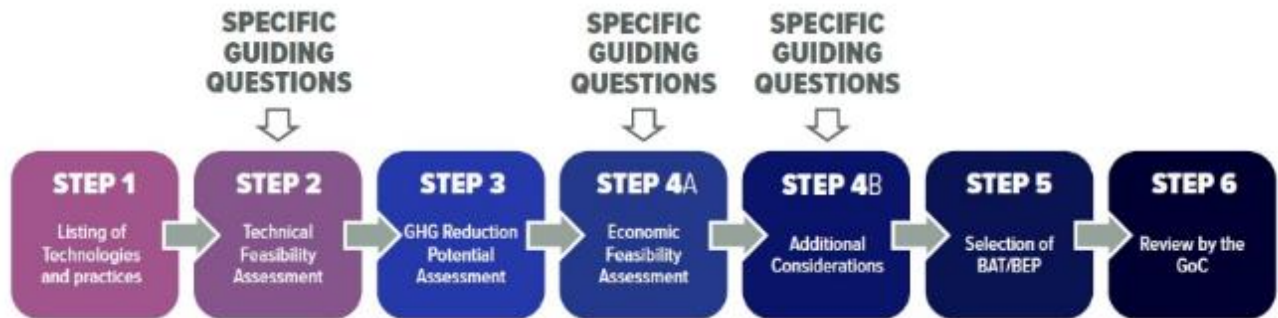 SPECIFIC
GUIDING
QUESTIONS
SPECIFIC
GUIDING
QUESTIONS
SPECIFIC
GUIDING
QUESTIONS
STEP 1
Listing of
Technologies
and practices
STEP 2
Technical
Feasibility
Assessment
STEP 3
GHG Reduction
Potential
Assessment
STEP 4A
Economic
Feasibility
Assessment
STEP 4B
Additional
Considerations
STEP 5
Selection of
BAT/BEP
STEP 6
Review by the
GoC